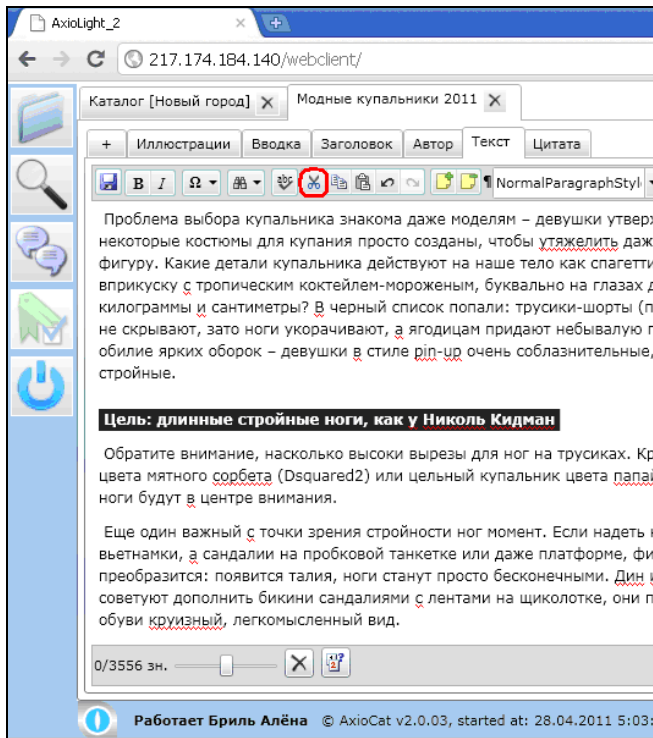 AxioLight_2
217.174.184.140/webclient/
Каталог [Новый город]
Модные купальники 2011
+ Иллюстрации Вводка Заголовок Автор Текст Цитата
B I Ω abc ¶ NormalParagraphStyl
Проблема выбора купальника знакома даже моделям – девушки утверж
некоторые костюмы для купания просто созданы, чтобы утяжелить даж
фигуру. Какие детали купальника действуют на наше тело как спагетти
вприкуску с тропическим коктейлем-мороженым, буквально на глазах д
килограммы и сантиметры? В черный список попали: трусики-шорты (п
не скрывают, зато ноги укорачивают, а ягодицам придают небывалую п
обилие ярких оборок – девушки в стиле pin-up очень соблазнительные,
стройные.
Цель: длинные стройные ноги, как у Николь Кидман
Обратите внимание, насколько высоки вырезы для ног на трусиках. Кр
цвета мятного сорбета (Dsquared2) или цельный купальник цвета папай
ноги будут в центре внимания.
Еще один важный с точки зрения стройности ног момент. Если надеть н
вьетнамки, а сандалии на пробковой танкетке или даже платформе, фи
преобразится: появится талия, ноги станут просто бесконечными. Дин и
советуют дополнить бикини сандалиями с лентами на щиколотке, они п
обуви круизный, легкомысленный вид.
0/3556 зн.
Работает Бриль Алёна © AxioCat v2.0.03, started at: 28.04.2011 5:03: